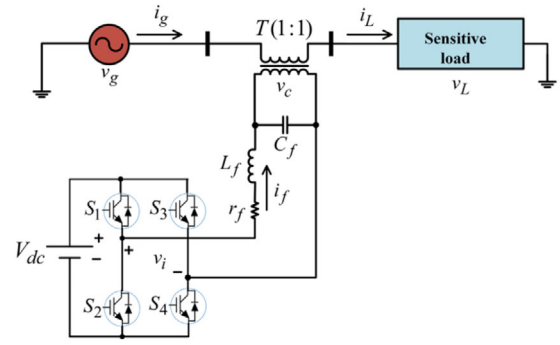 i_g
T(1:1)
i_L
Sensitive
load
v_g
v_c
v_L
C_f
L_f
i_f
r_f
S_1
S_3
V_dc
+
-
+
v_i
-
S_2
S_4